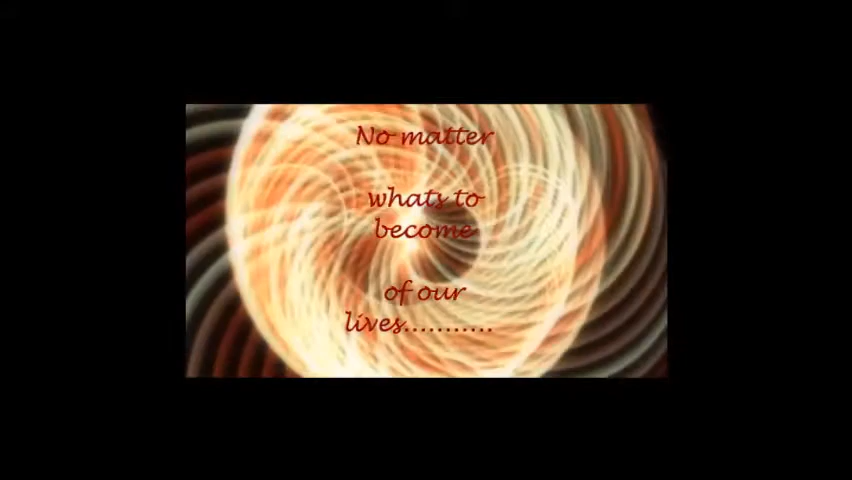 No matter
whats to
become
of our
lives...........